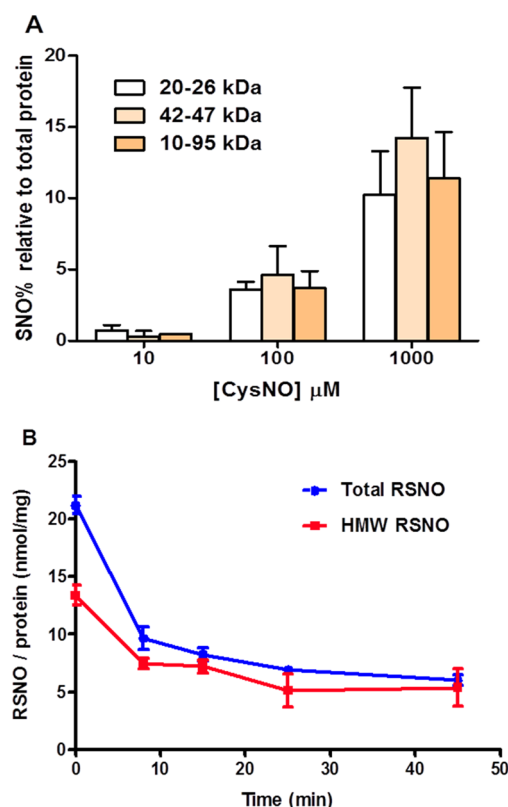 A
20
15
10
5
0
SNO% relative to total protein
20-26 kDa
42-47 kDa
10-95 kDa
10 100 1000
[CysNO] µM
B
25
20
15
10
5
0
RSNO / protein (nmol/mg)
Total RSNO
HMW RSNO
0 10 20 30 40 50
Time (min)